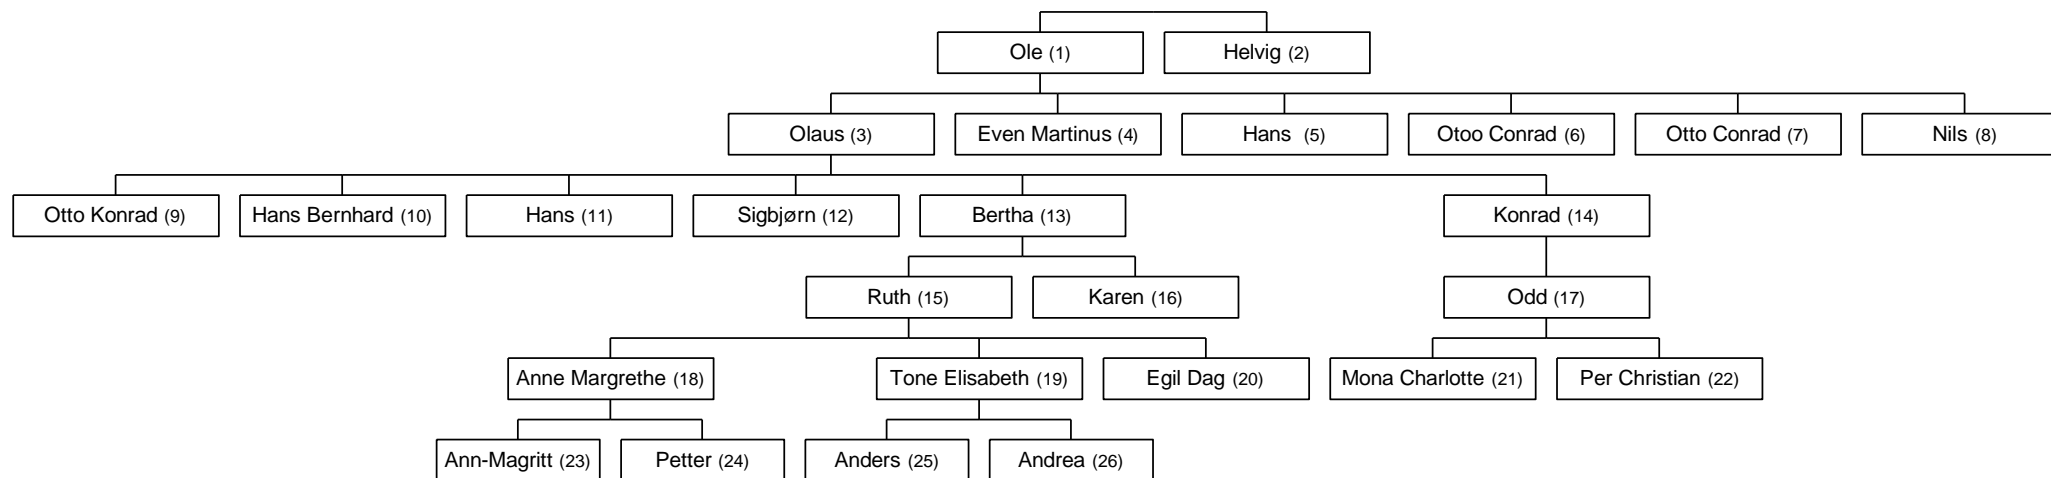 Ole (1)
Helvig (2)
Olaus (3)
Even Martinus (4)
Hans (5)
Otoo Conrad (6)
Otto Conrad (7)
Nils (8)
Otto Konrad (9)
Hans Bernhard (10)
Hans (11)
Sigbjørn (12)
Bertha (13)
Konrad (14)
Ruth (15)
Karen (16)
Odd (17)
Anne Margrethe (18)
Tone Elisabeth (19)
Egil Dag (20)
Mona Charlotte (21)
Per Christian (22)
Ann-Magritt (23)
Petter (24)
Anders (25)
Andrea (26)